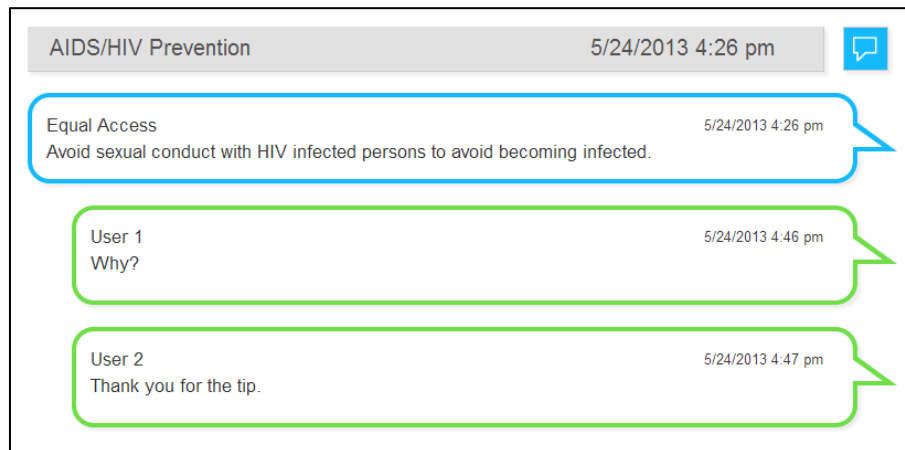 AIDS/HIV Prevention 5/24/2013 4:26 pm
Equal Access 5/24/2013 4:26 pm
Avoid sexual conduct with HIV infected persons to avoid becoming infected.
User 1 5/24/2013 4:46 pm
Why?
User 2 5/24/2013 4:47 pm
Thank you for the tip.